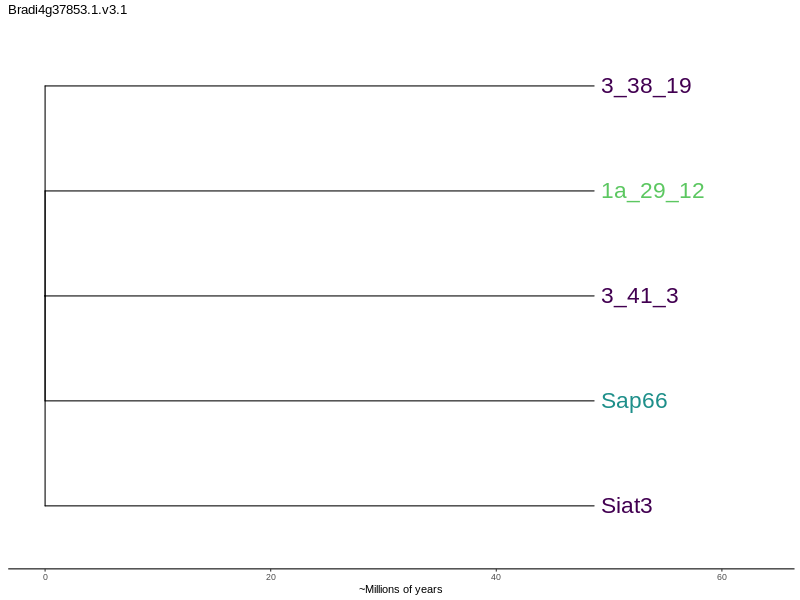 Bradi4g37853.1.v3.1
3_38_19
1a_29_12
3_41_3
Sap66
Siat3
0 20 40 60
~Millions of years